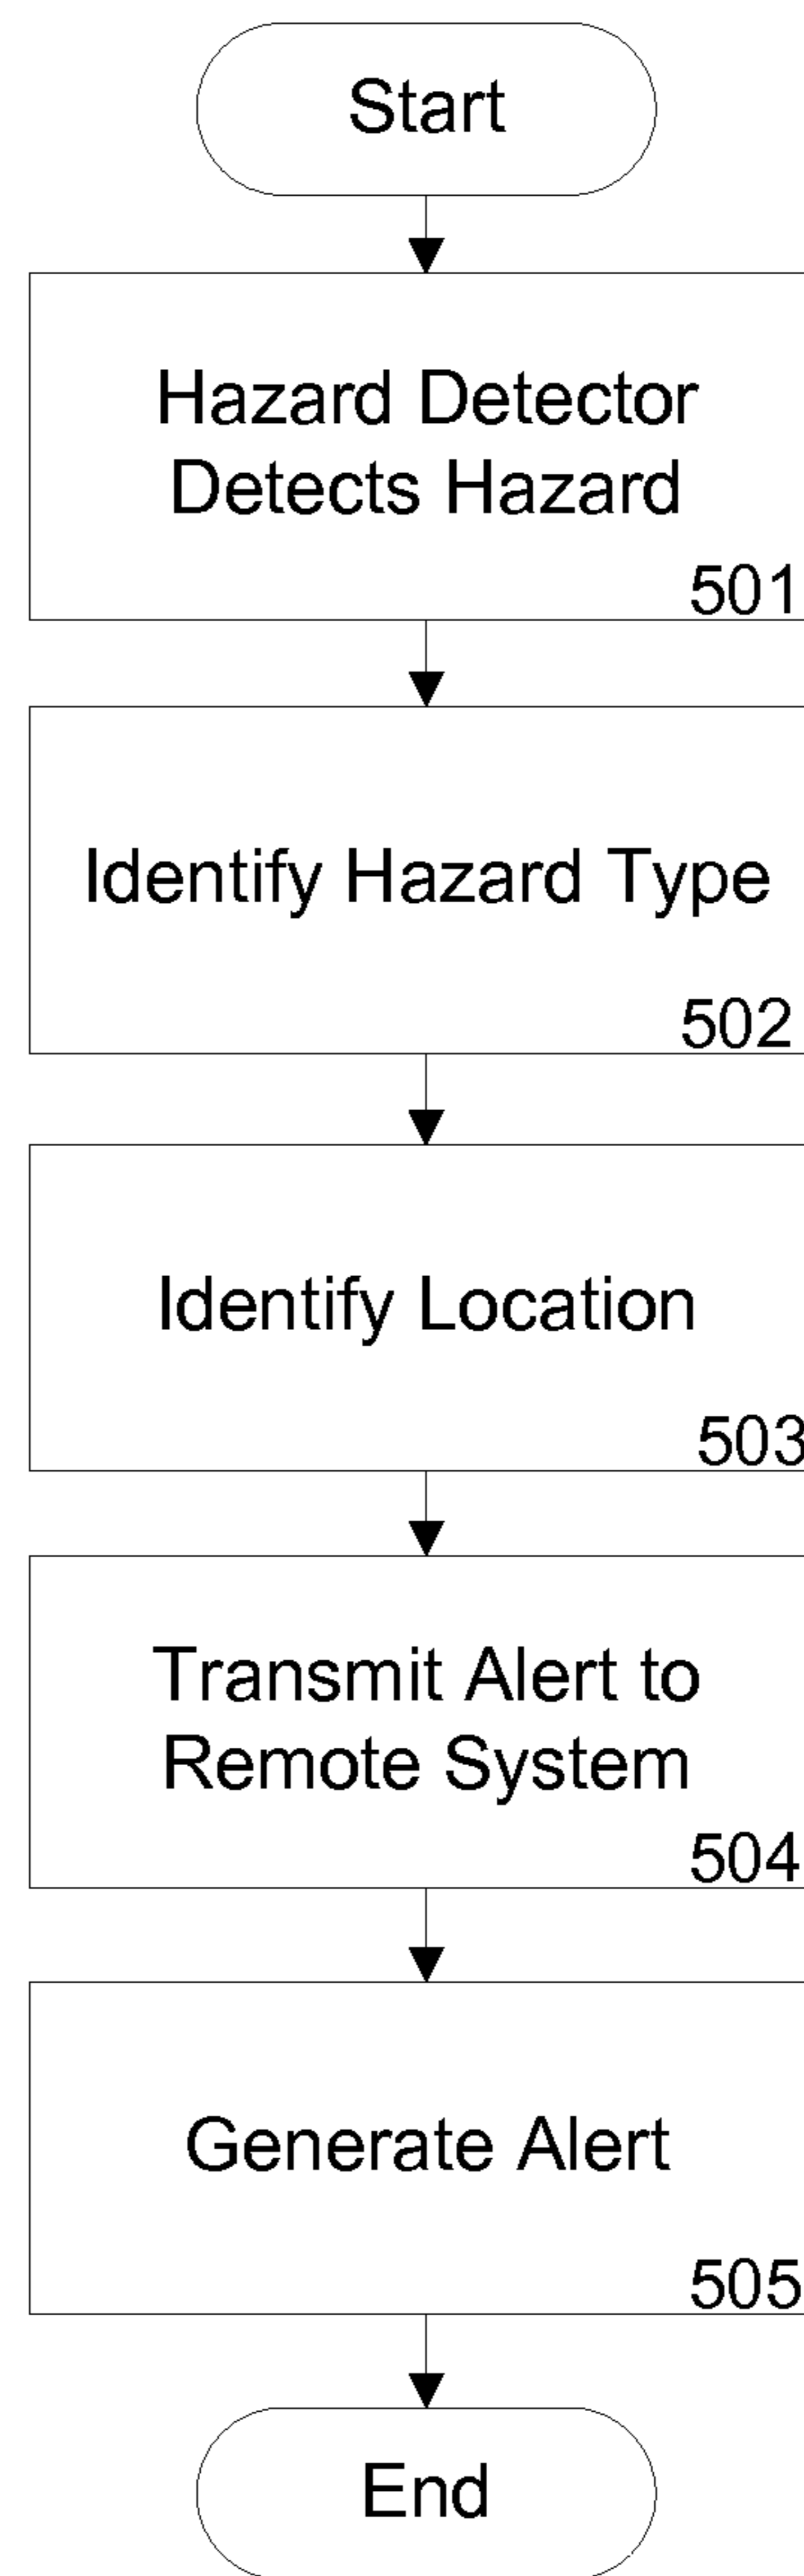 Start
Hazard Detector
Detects Hazard
501
Identify Hazard Type
502
Identify Location
503
Transmit Alert to
Remote System
504
Generate Alert
505
End